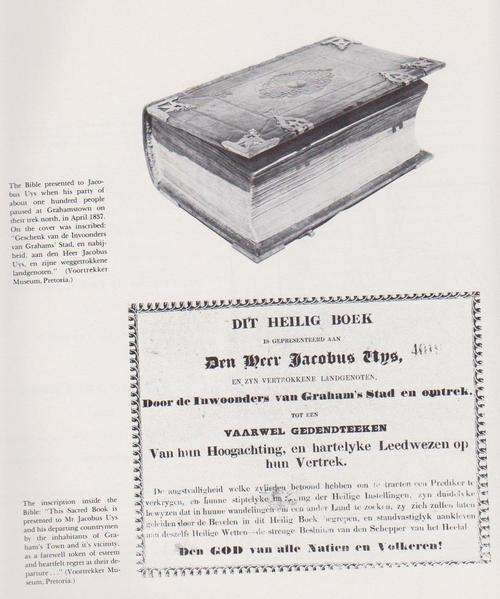 The Bible presented to Jaco-
bus Uys when his party of
about one hundred people
paused at Grahamstown on
their trek north, in April 1837.
On the cover was inscribed:
"Geschenk van de Invoonders
van Grahams' Stad, en nabij-
heid, aan den Heer Jacobus
Uys, en zijne weggetrokkene
landgenoten." (Voortrekker
Museum, Pretoria.)
DIT HEILIG BOEK
IS GEPRESENTEERD AAN
Den Heer Jacobus Uys,
EN ZYN VERTROKKENE LANDGENOTEN,
Door de Inwoonders van Graham's Stad en omtrek,
TOT EEN
VAARWEL GEDENDTEEKEN
Van hun Hoogachting, en hartelyke Leedwezen op
hun Vertrek.
De angstvalligheid welke zylieden betoond hebben om te tracten een Prediker te
verkrygen, en hunne stiptelyke der Heilige Instellingen, zyn duidelyke
bewyzen dat in hunne wandelingen om een ander Land te zoeken, zy zich zullen laten
geleiden door de Bevelen in dit Heilig Boek begrepen, en standvastiglyk aankleven
aan deszelfs Heilige Wetten de strenge Besluiten van den Schepper van het Heelal
Den GOD van alle Natien en Volkeren!
The inscription inside the
Bible: "This Sacred Book is
presented to Mr Jacobus Uys
and his departing countrymen
by the inhabitants of Gra-
ham's Town and it's vicinity,
as a farewell token of esteem
and heartfelt regret at their de-
parture . . ." (Voortrekker Mu-
seum, Pretoria.)